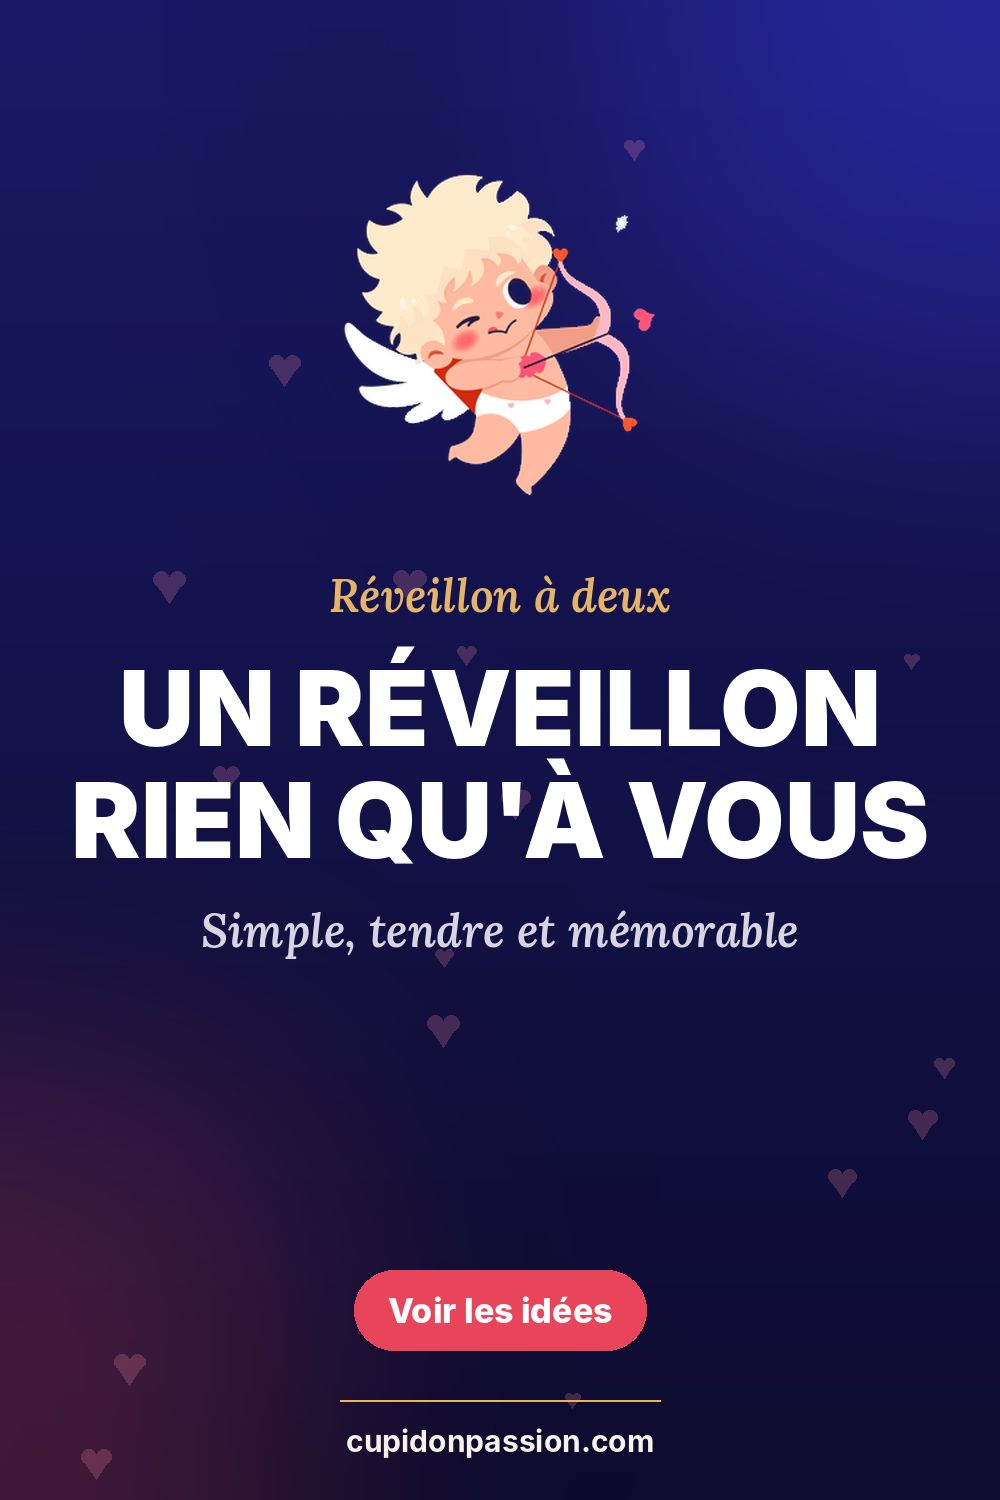 Réveillon à deux
UN RÉVEILLON
RIEN QU'À VOUS
Simple, tendre et mémorable
Voir les idées
cupidonpassion.com